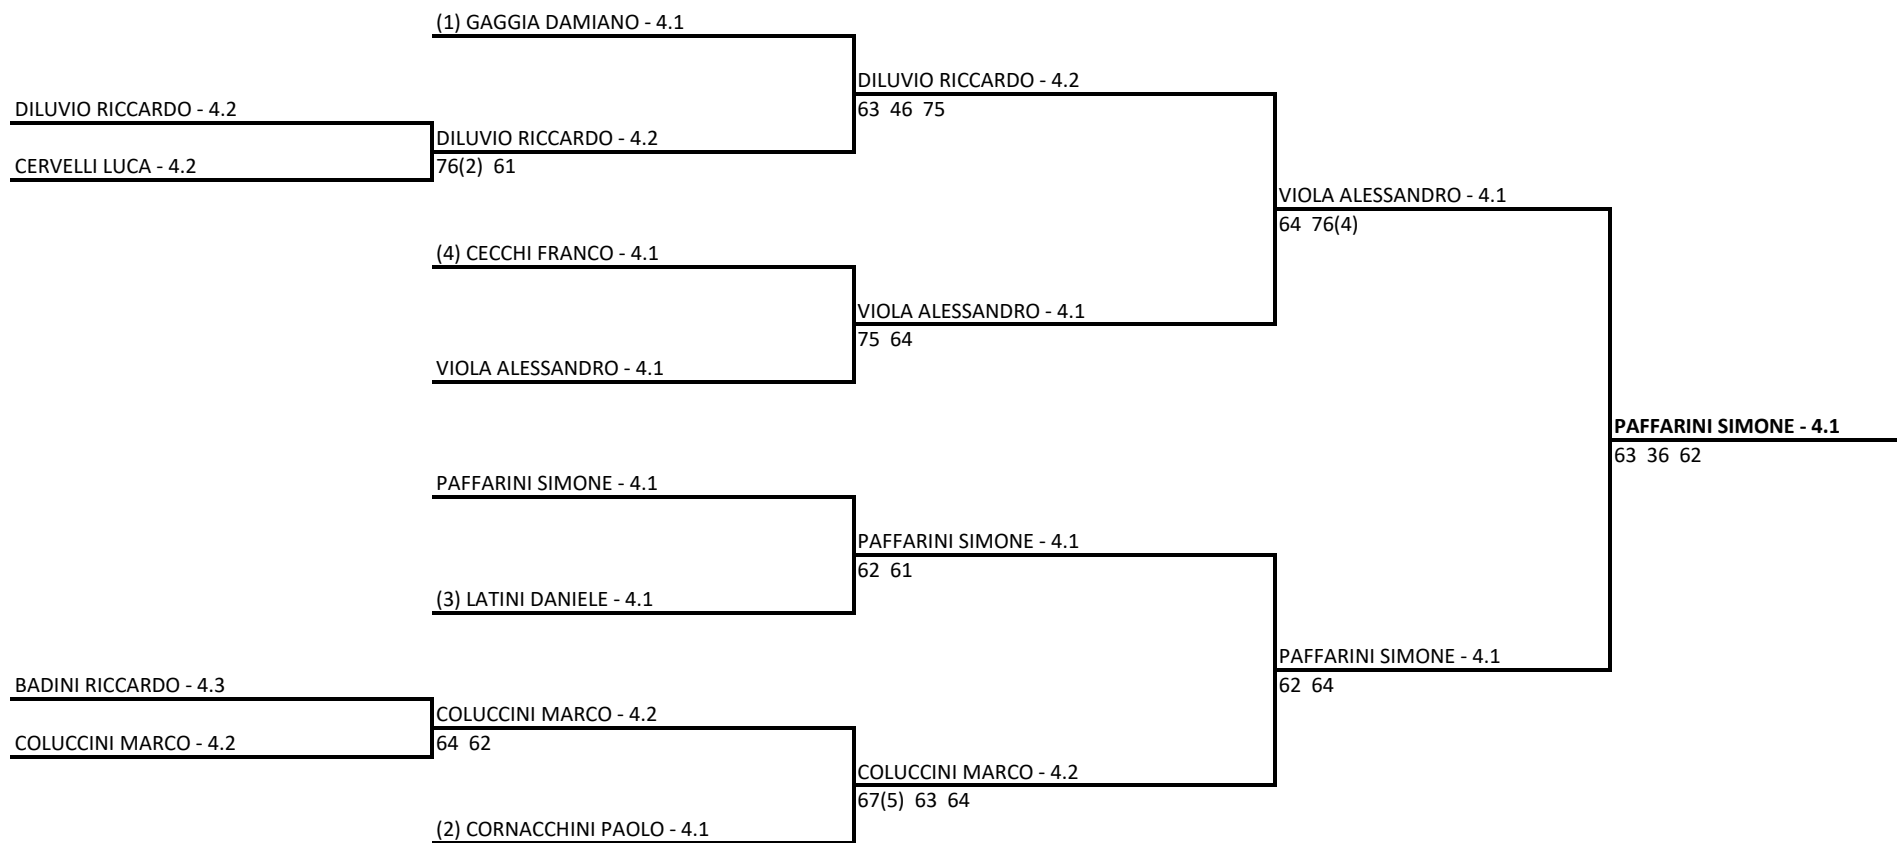 (1) GAGGIA DAMIANO - 4.1
DILUVIO RICCARDO - 4.2
63 46 75
DILUVIO RICCARDO - 4.2
DILUVIO RICCARDO - 4.2
76(2) 61
CERVELLI LUCA - 4.2
VIOLA ALESSANDRO - 4.1
64 76(4)
(4) CECCHI FRANCO - 4.1
VIOLA ALESSANDRO - 4.1
75 64
VIOLA ALESSANDRO - 4.1
PAFFARINI SIMONE - 4.1
63 36 62
PAFFARINI SIMONE - 4.1
PAFFARINI SIMONE - 4.1
62 61
(3) LATINI DANIELE - 4.1
PAFFARINI SIMONE - 4.1
62 64
BADINI RICCARDO - 4.3
COLUCCINI MARCO - 4.2
64 62
COLUCCINI MARCO - 4.2
COLUCCINI MARCO - 4.2
67(5) 63 64
(2) CORNACCHINI PAOLO - 4.1